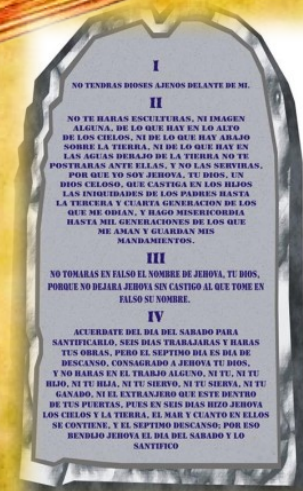 I
NO TENDRAS DIOSES AJENOS DELANTE DE MI.
II
NO TE HARAS ESCULTURAS, NI IMAGEN
ALGUNA, DE LO QUE HAY EN LO ALTO
DE LOS CIELOS, NI DE LO QUE HAY ABAJO
SOBRE LA TIERRA, NI DE LO QUE HAY EN
LAS AGUAS DEBAJO DE LA TIERRA NO TE
POSTRARAS ANTE ELLAS, Y NO LAS SERVIRAS,
POR QUE YO SOY JEHOVA, TU DIOS, UN
DIOS CELOSO, QUE CASTIGA EN LOS HIJOS
LAS INIQUIDADES DE LOS PADRES HASTA
LA TERCERA Y CUARTA GENERACION DE LOS
QUE ME ODIAN, Y HAGO MISERICORDIA
HASTA MIL GENERACIONES DE LOS QUE
ME AMAN Y GUARDAN MIS
MANDAMIENTOS.
III
NO TOMARAS EN FALSO EL NOMBRE DE JEHOVA, TU DIOS,
PORQUE NO DEJARA JEHOVA SIN CASTIGO AL QUE TOME EN
FALSO SU NOMBRE.
IV
ACUERDATE DEL DIA DEL SABADO PARA
SANTIFICARLO, SEIS DIAS TRABAJARAS Y HARAS
TUS OBRAS, PERO EL SEPTIMO DIA ES DIA DE
DESCANSO, CONSAGRADO A JEHOVA TU DIOS,
Y NO HARAS EN EL TRABJO ALGUNO, NI TU, NI TU
HIJO, NI TU HIJA, NI TU SIERVO, NI TU SIERVA, NI TU
GANADO, NI EL EXTRANJERO QUE ESTE DENTRO
DE TUS PUERTAS, PUES EN SEIS DIAS HIZO JEHOVA
LOS CIELOS Y LA TIERRA, EL MAR Y CUANTO EN ELLOS
SE CONTIENE, Y EL SEPTIMO DESCANSO; POR ESO
BENDIJO JEHOVA EL DIA DEL SABADO Y LO
SANTIFICO